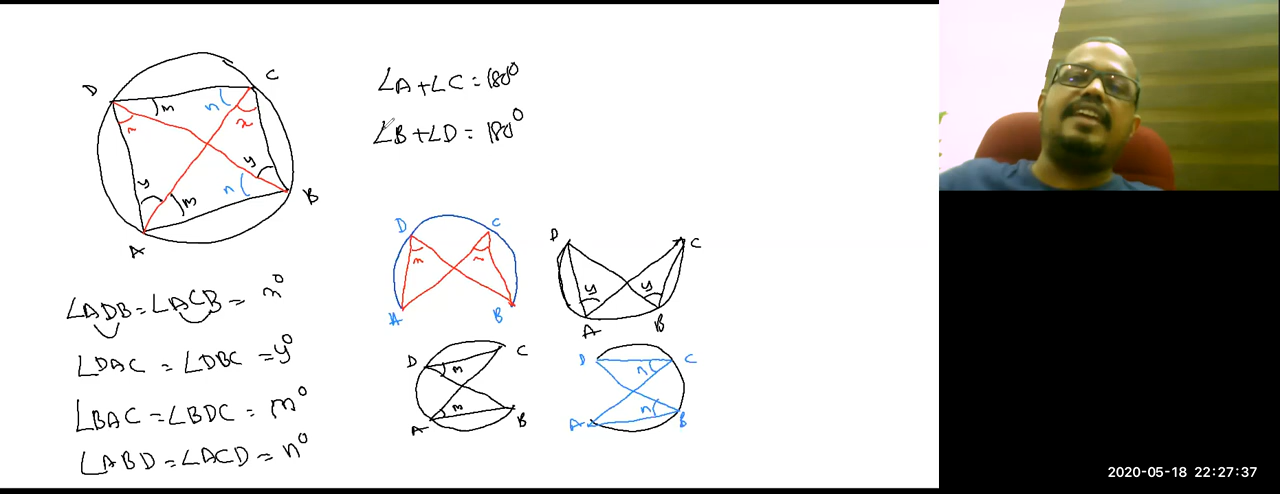 D
C
m
n
x
x
y
y
m
n
A
B
∠A+∠C = 180°
∠B+∠D = 180°
D
C
x
x
A
B
D
C
y
y
A
B
∠ADB = ∠ACB = x°
∠DAC = ∠DBC = y°
∠BAC = ∠BDC = m°
∠ABD = ∠ACD = n°
D
C
m
m
A
B
D
C
n
n
A
B
2020-05-18 22:27:37